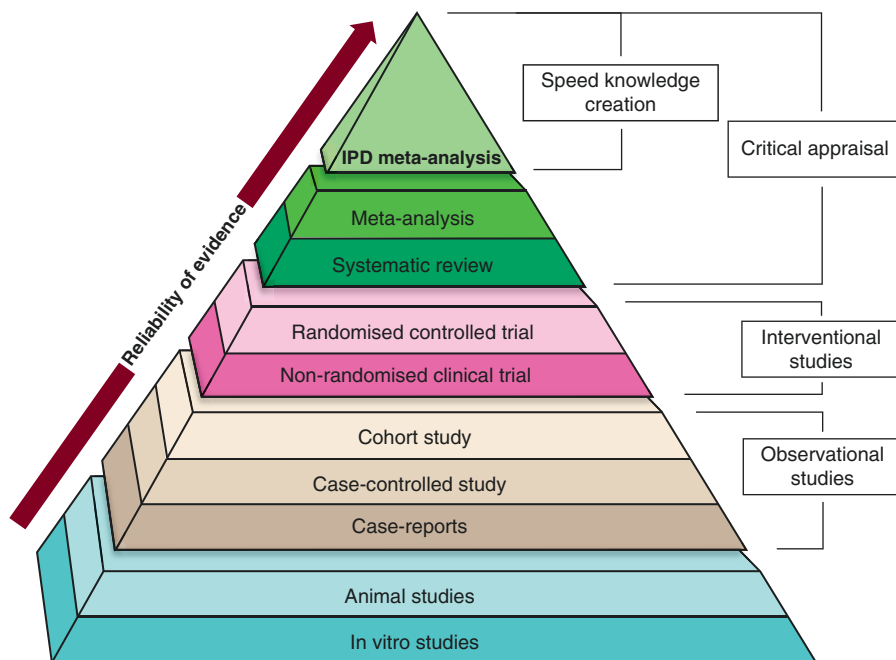 Speed knowledge
creation
Critical appraisal
IPD meta-analysis
Meta-analysis
Systematic review
Reliability of evidence
Randomised controlled trial
Non-randomised clinical trial
Interventional
studies
Cohort study
Case-controlled study
Case-reports
Observational
studies
Animal studies
In vitro studies